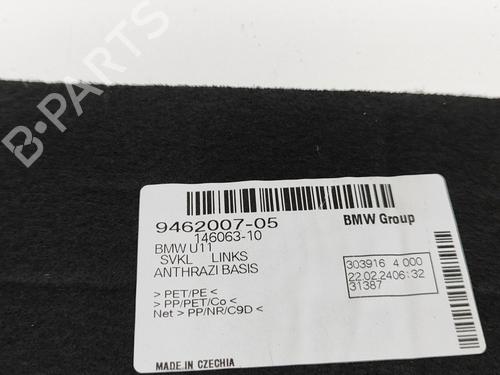 9462007-05
BMW Group
146063-10
BMW U11
SVKL LINKS
ANTHRAZI BASIS
303916 4 000
22.02.2406:32
31387
> PET/PE <
> PP/PET/Co <
Net > PP/NR/C9D <
MADE IN CZECHIA
B-PARTS